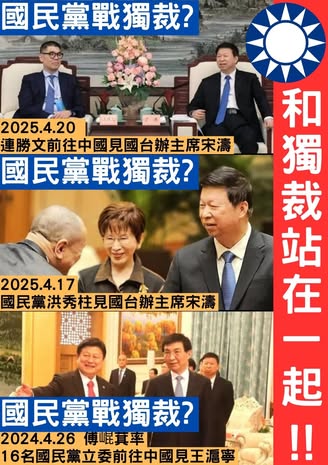 國民黨戰獨裁?
2025.4.20
連勝文前往中國見國台辦主席宋濤
國民黨戰獨裁?
2025.4.17
國民黨洪秀柱見國台辦主席宋濤
國民黨戰獨裁?
2024.4.26 傅崐萁率
16名國民黨立委前往中國見王滬寧
和獨裁站在一起!!